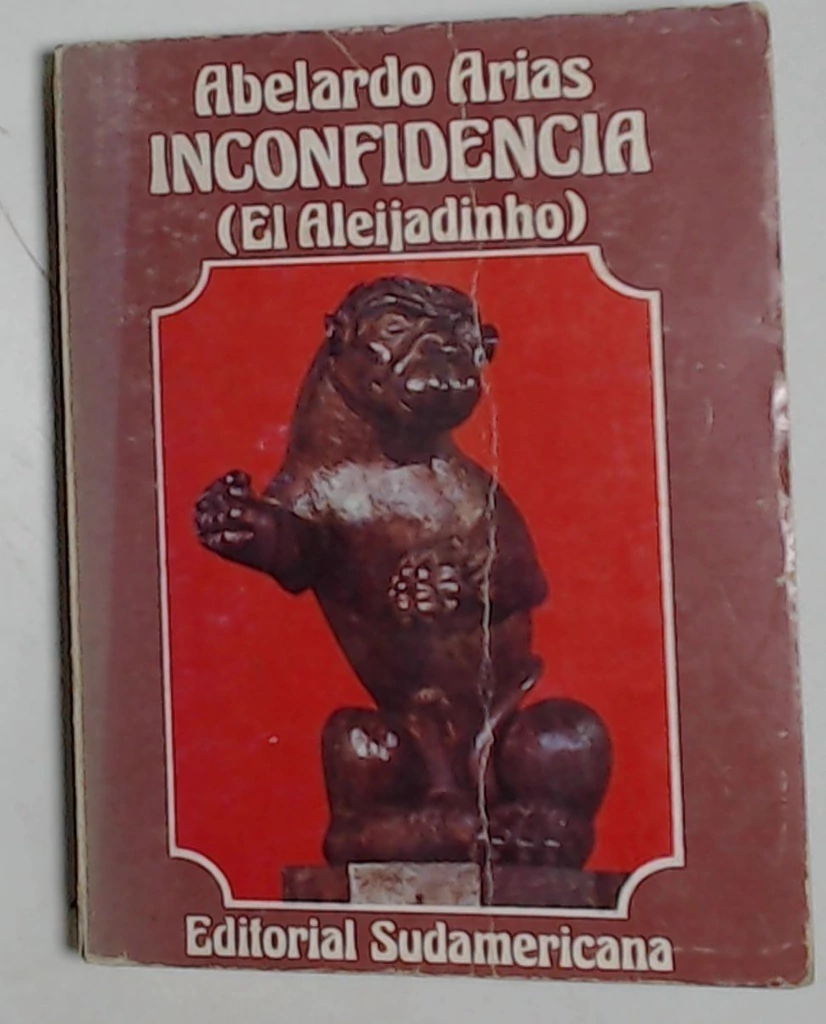 Abelardo Arias
INCONFIDENCIA
(El Aleijadinho)
Editorial Sudamericana